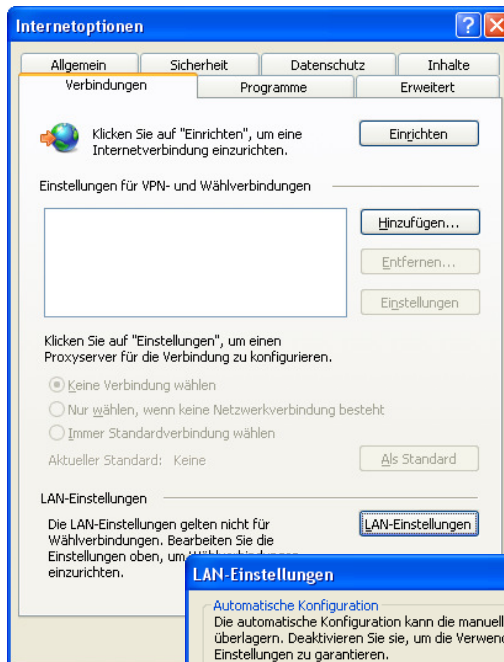 Internetoptionen
Allgemein Sicherheit Datenschutz Inhalte
Verbindungen Programme Erweitert
Klicken Sie auf "Einrichten", um eine
Internetverbindung einzurichten.
Einrichten
Einstellungen für VPN- und Wählverbindungen
Hinzufügen...
Entfernen...
Einstellungen
Klicken Sie auf "Einstellungen", um einen
Proxyserver für die Verbindung zu konfigurieren.
Keine Verbindung wählen
Nur wählen, wenn keine Netzwerkverbindung besteht
Immer Standardverbindung wählen
Aktueller Standard: Keine
Als Standard
LAN-Einstellungen
Die LAN-Einstellungen gelten nicht für
Wählverbindungen. Bearbeiten Sie die
Einstellungen oben, um Wählverbindungen
einzurichten.
LAN-Einstellungen
LAN-Einstellungen
Automatische Konfiguration
Die automatische Konfiguration kann die manuell
überlagern. Deaktivieren Sie sie, um die Verwend
Einstellungen zu garantieren.